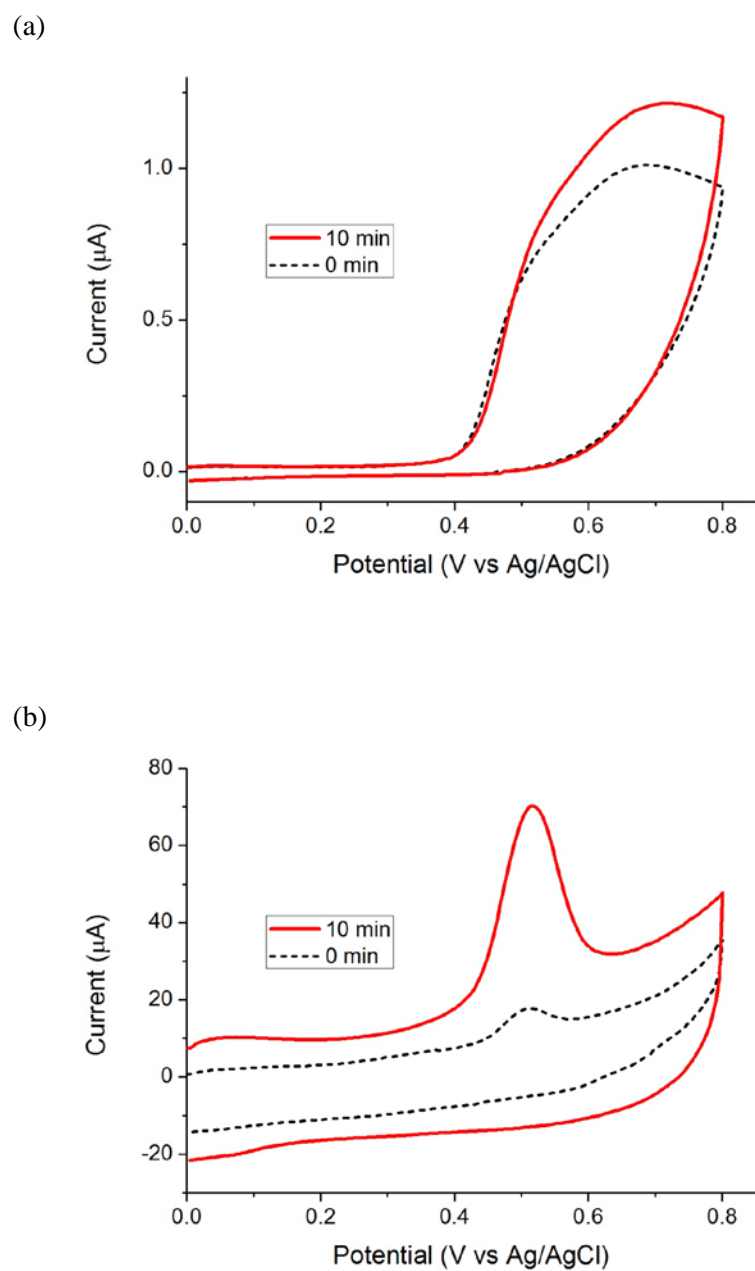 (a)
Current (μA)
1.0
0.5
0.0
10 min
0 min
0.0 0.2 0.4 0.6 0.8
Potential (V vs Ag/AgCl)
(b)
Current (μA)
80
60
40
20
0
-20
10 min
0 min
0.0 0.2 0.4 0.6 0.8
Potential (V vs Ag/AgCl)